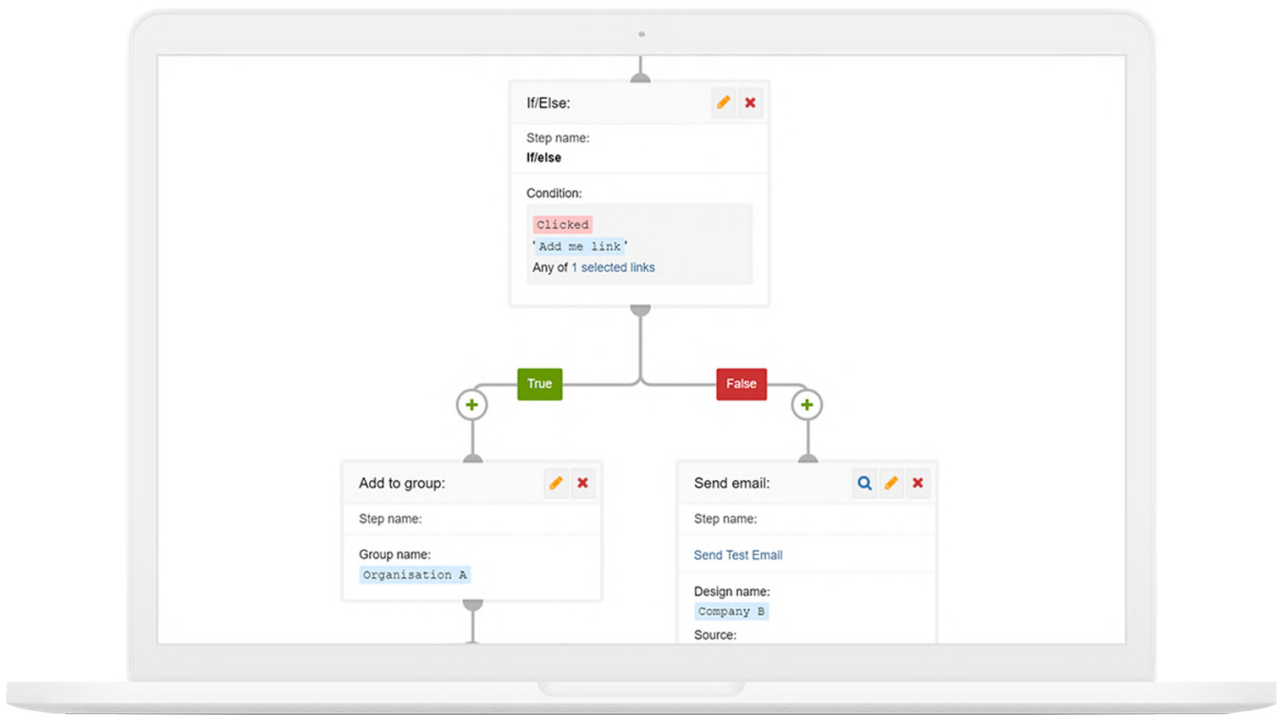 If/Else:
Step name:
If/else
Condition:
Clicked
'Add me link'
Any of 1 selected links
True
False
Add to group:
Step name:
Group name:
Organisation A
Send email:
Step name:
Send Test Email
Design name:
Company B
Source: